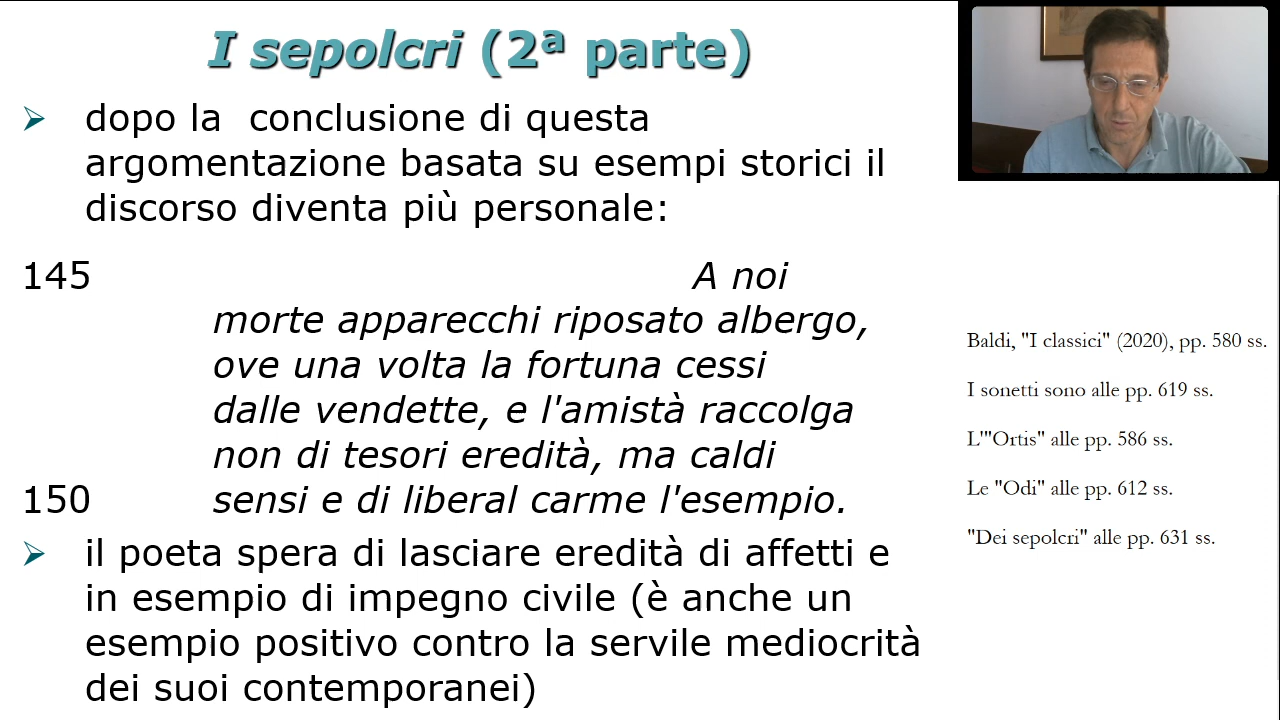 I sepolcri (2ª parte)
dopo la conclusione di questa
argomentazione basata su esempi storici il
discorso diventa più personale:
145 A noi
morte apparecchi riposato albergo,
ove una volta la fortuna cessi
dalle vendette, e l'amistà raccolga
non di tesori eredità, ma caldi
150 sensi e di liberal carme l'esempio.
il poeta spera di lasciare eredità di affetti e
in esempio di impegno civile (è anche un
esempio positivo contro la servile mediocrità
dei suoi contemporanei)
Baldi, "I classici" (2020), pp. 580 ss.
I sonetti sono alle pp. 619 ss.
L'"Ortis" alle pp. 586 ss.
Le "Odi" alle pp. 612 ss.
"Dei sepolcri" alle pp. 631 ss.